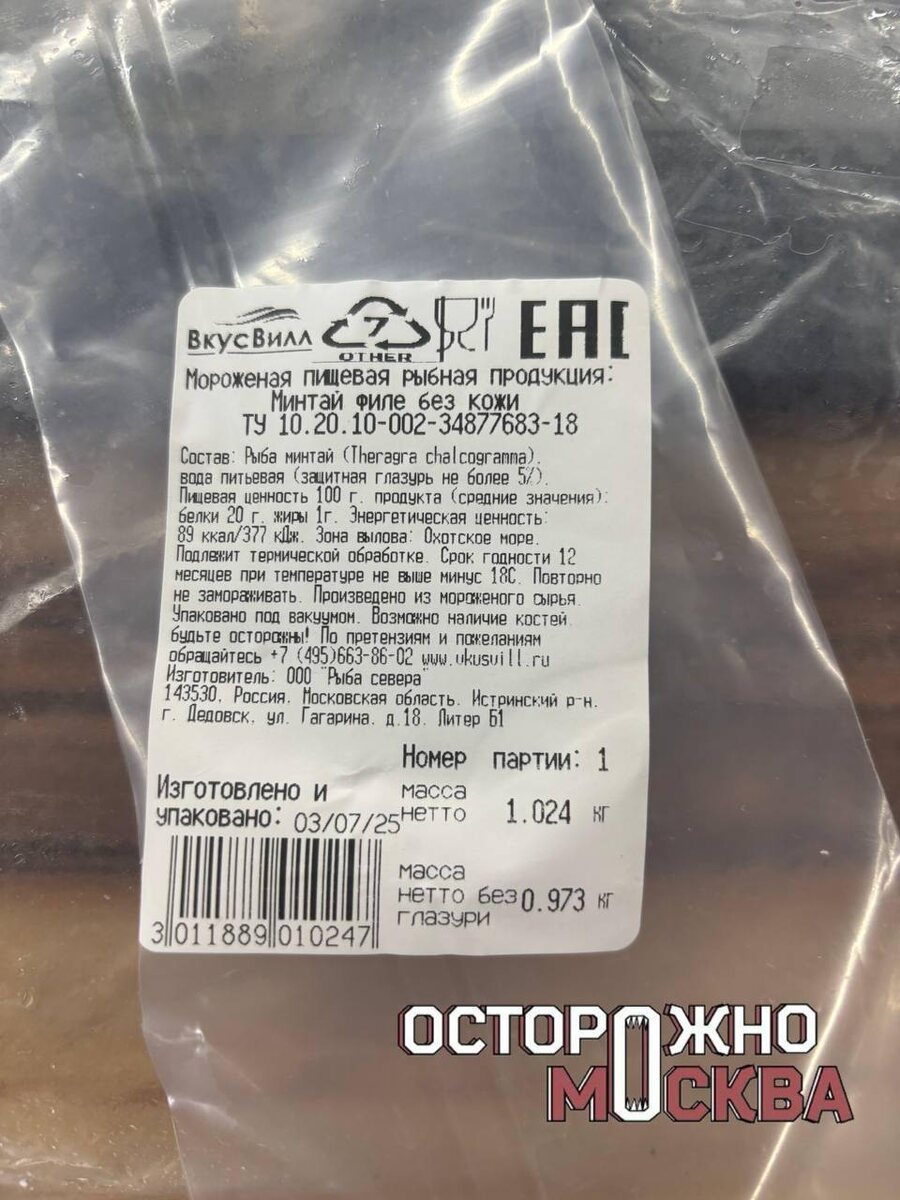 ВкусВилл
7
OTHER
EAC
Мороженая пищевая рыбная продукция:
Минтай филе без кожи
ТУ 10.20.10-002-34877683-18
Состав: Рыба минтай (Theragra chalcogramma),
вода питьевая (защитная глазурь не более 5%).
Пищевая ценность 100 г. продукта (средние значения):
белки 20 г. жиры 1г. Энергетическая ценность:
89 ккал/377 кДж. Зона вылова: Охотское море.
Подлежит термической обработке. Срок годности 12
месяцев при температуре не выше минус 18С. Повторно
не замораживать. Произведено из мороженого сырья.
Упаковано под вакуумом. Возможно наличие костей,
будьте осторожны! По претензиям и пожеланиям
обращайтесь +7 (495)663-86-02 www.vkusvill.ru
Изготовитель: ООО "Рыба севера"
143530, Россия, Московская область, Истринский р-н,
г. Дедовск, ул. Гагарина, д.18. Литер Б1
Номер партии: 1
Изготовлено и
упаковано: 03/07/25
масса
нетто 1.024 кг
масса
нетто без 0.973 кг
глазури
3 011889 010247
ОСТОРОЖНО
МОСКВА